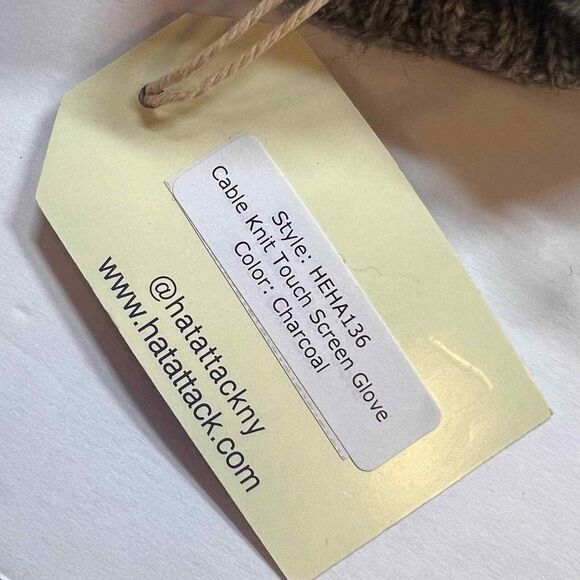 Style: HEHA136
Cable Knit Touch Screen Glove
Color: Charcoal
@hatattackny
www.hatattack.com